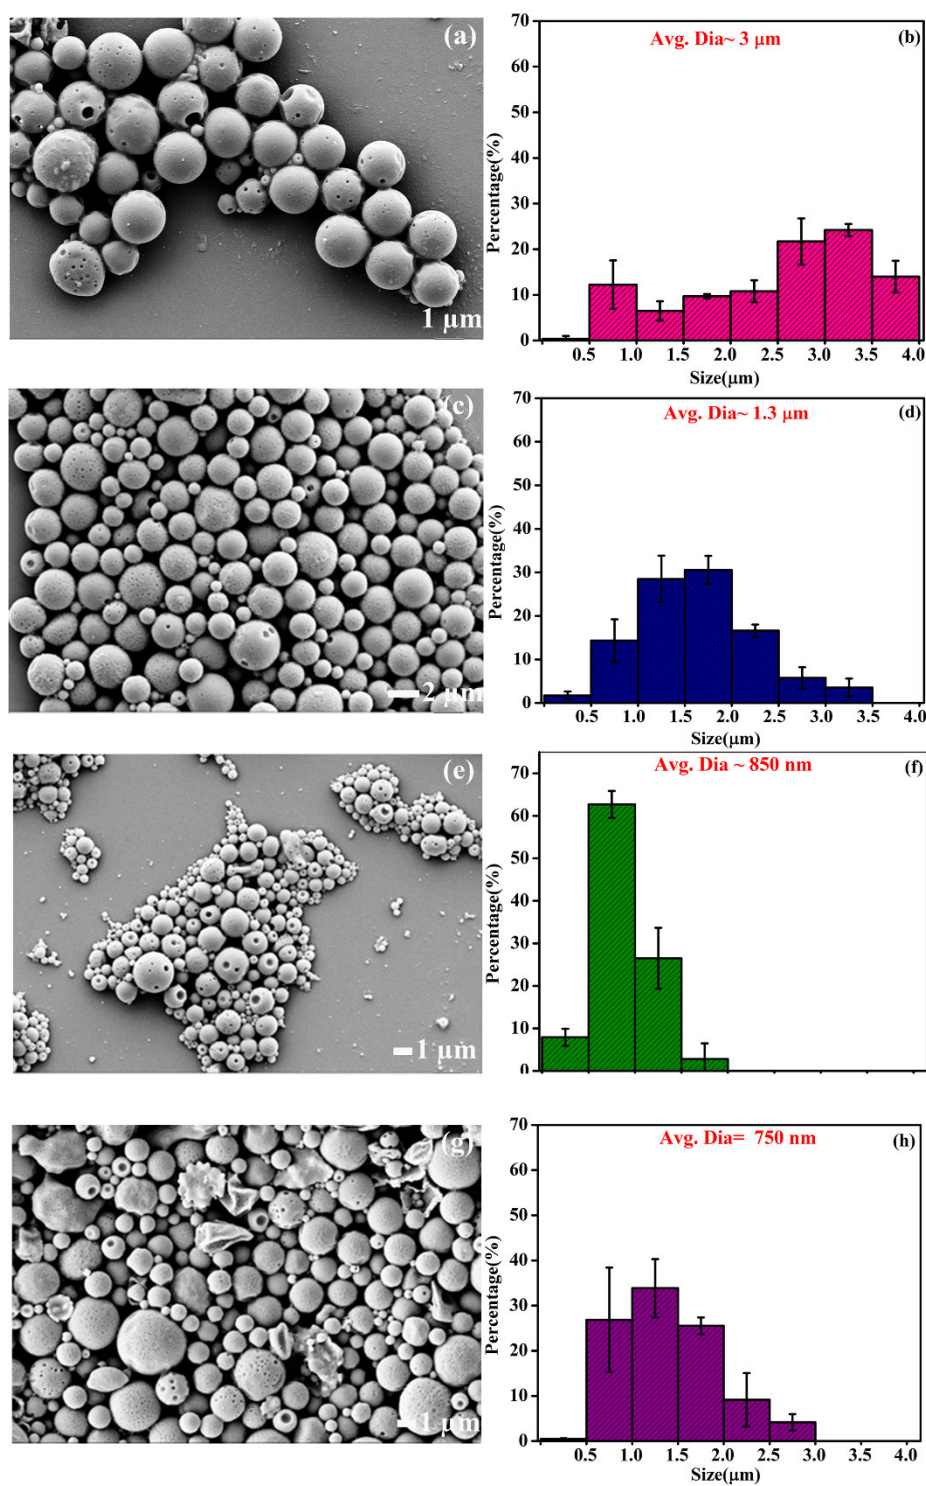 (a)
1 μm
Avg. Dia~ 3 μm
(b)
Percentage(%)
70
60
50
40
30
20
10
0
0.5 1.0 1.5 2.0 2.5 3.0 3.5 4.0
Size(μm)
(c)
2 μm
Avg. Dia~ 1.3 μm
(d)
Percentage(%)
70
60
50
40
30
20
10
0
0.5 1.0 1.5 2.0 2.5 3.0 3.5 4.0
Size(μm)
(e)
1 μm
Avg. Dia ~ 850 nm
(f)
Percentage(%)
70
60
50
40
30
20
10
0
(g)
1 μm
Avg. Dia= 750 nm
(h)
Percentage(%)
70
60
50
40
30
20
10
0
0.5 1.0 1.5 2.0 2.5 3.0 3.5 4.0
Size(μm)